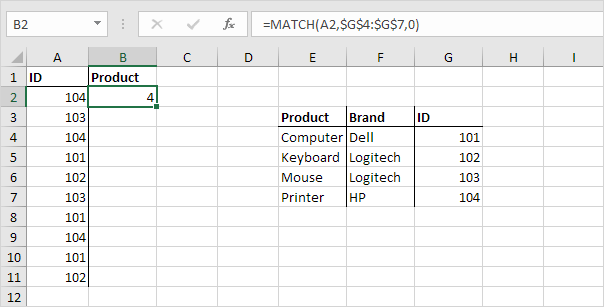 B2 fx =MATCH(A2,$G$4:$G$7,0)
A B C D E F G H I
1 ID Product
2 104 4
3 103 Product Brand ID
4 104 Computer Dell 101
5 101 Keyboard Logitech 102
6 102 Mouse Logitech 103
7 103 Printer HP 104
8 101
9 104
10 101
11 102
12